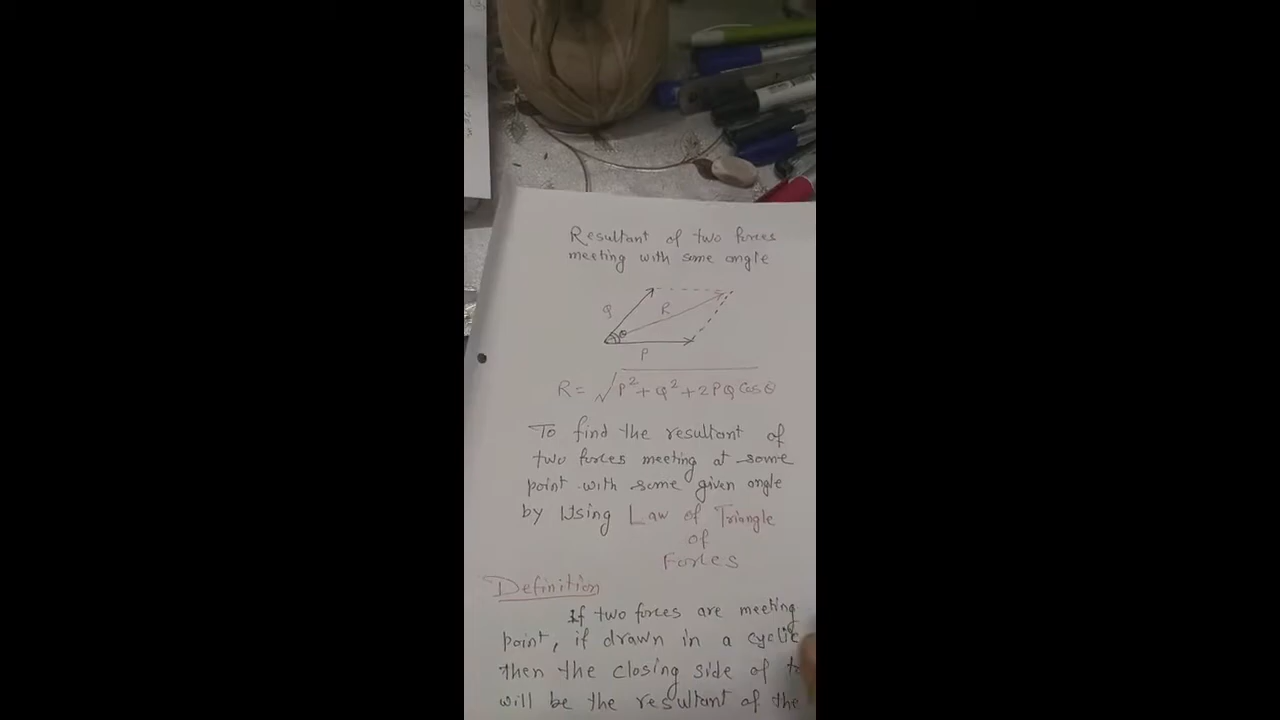 Resultant of two forces
meeting with some angle
Q
R
θ
P
R = √P²+Q²+2PQ Cosθ
To find the resultant of
two forces meeting at some
point with some given angle
by Using Law of Triangle
of
Forces
Definition
If two forces are meeting
point, if drawn in a cyclic
then the closing side of
will be the resultant of the